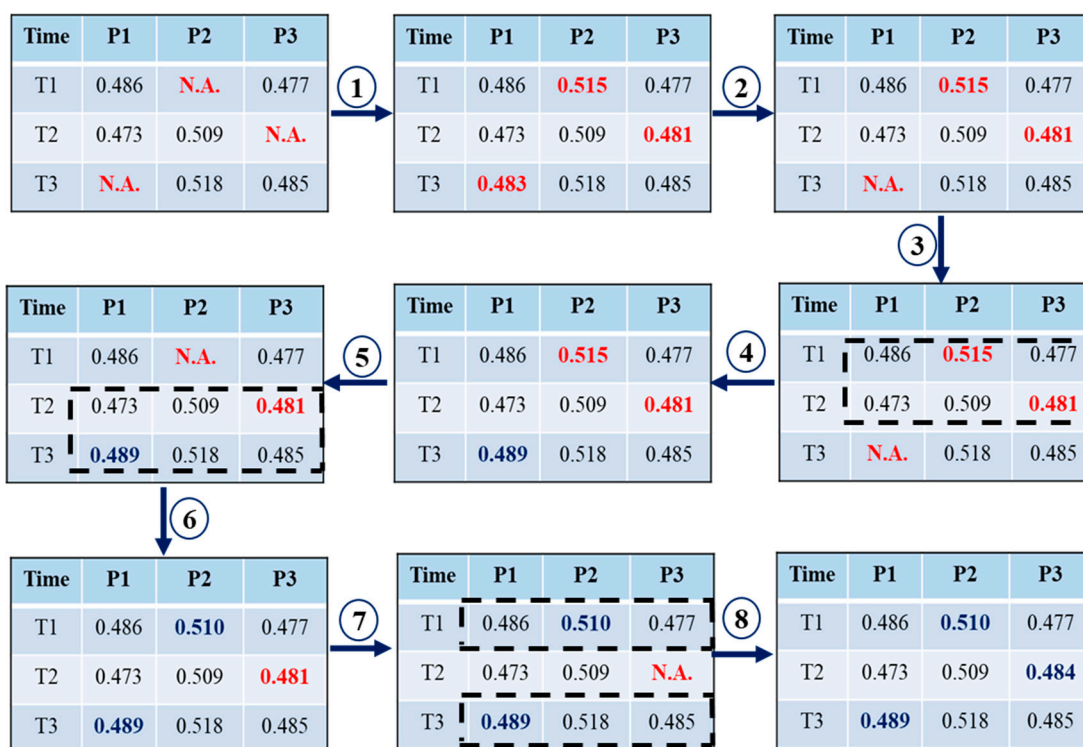 Time P1 P2 P3
T1 0.486 N.A. 0.477
T2 0.473 0.509 N.A.
T3 N.A. 0.518 0.485
1
Time P1 P2 P3
T1 0.486 0.515 0.477
T2 0.473 0.509 0.481
T3 0.483 0.518 0.485
2
Time P1 P2 P3
T1 0.486 0.515 0.477
T2 0.473 0.509 0.481
T3 N.A. 0.518 0.485
3
Time P1 P2 P3
T1 0.486 0.515 0.477
T2 0.473 0.509 0.481
T3 N.A. 0.518 0.485
4
Time P1 P2 P3
T1 0.486 0.515 0.477
T2 0.473 0.509 0.481
T3 0.489 0.518 0.485
5
Time P1 P2 P3
T1 0.486 N.A. 0.477
T2 0.473 0.509 0.481
T3 0.489 0.518 0.485
6
Time P1 P2 P3
T1 0.486 0.510 0.477
T2 0.473 0.509 0.481
T3 0.489 0.518 0.485
7
Time P1 P2 P3
T1 0.486 0.510 0.477
T2 0.473 0.509 N.A.
T3 0.489 0.518 0.485
8
Time P1 P2 P3
T1 0.486 0.510 0.477
T2 0.473 0.509 0.484
T3 0.489 0.518 0.485